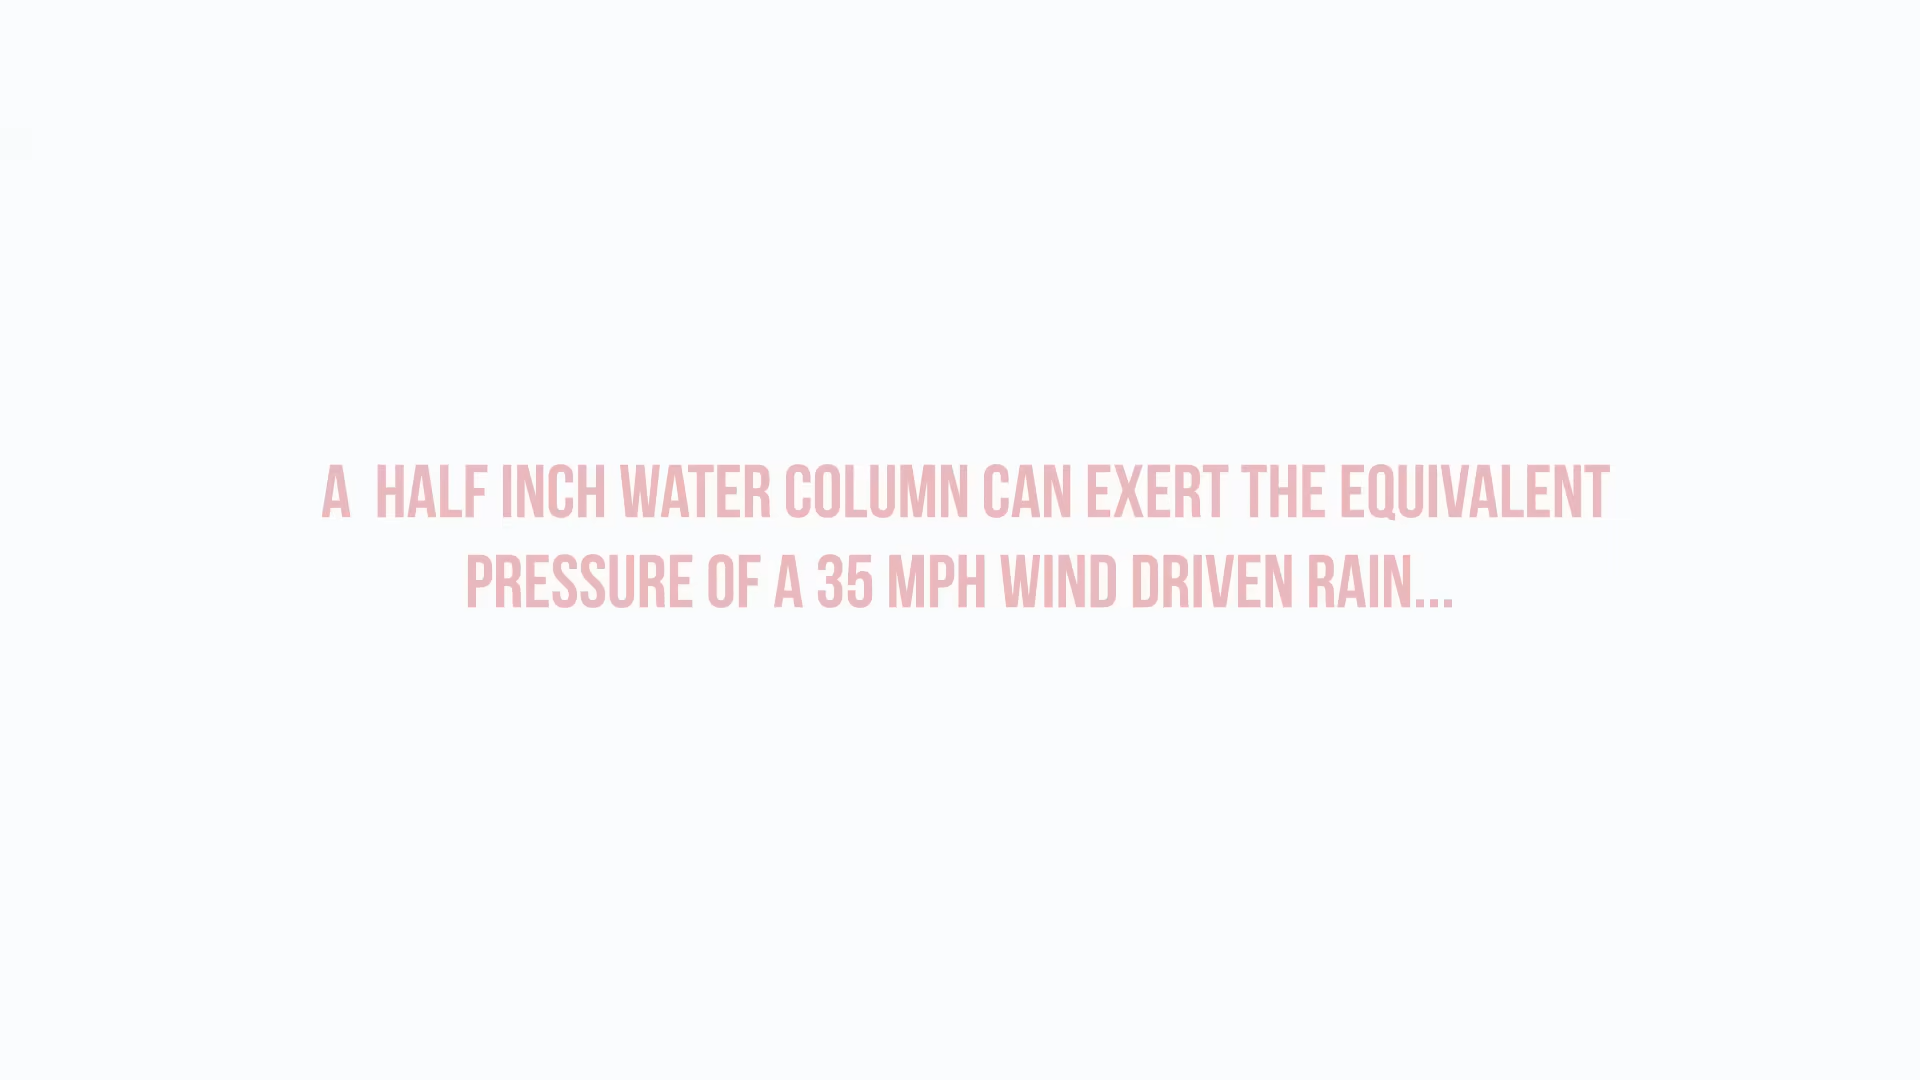 A  HALF INCH WATER COLUMN CAN EXERT THE EQUIVALENT
PRESSURE OF A 35 MPH WIND DRIVEN RAIN...